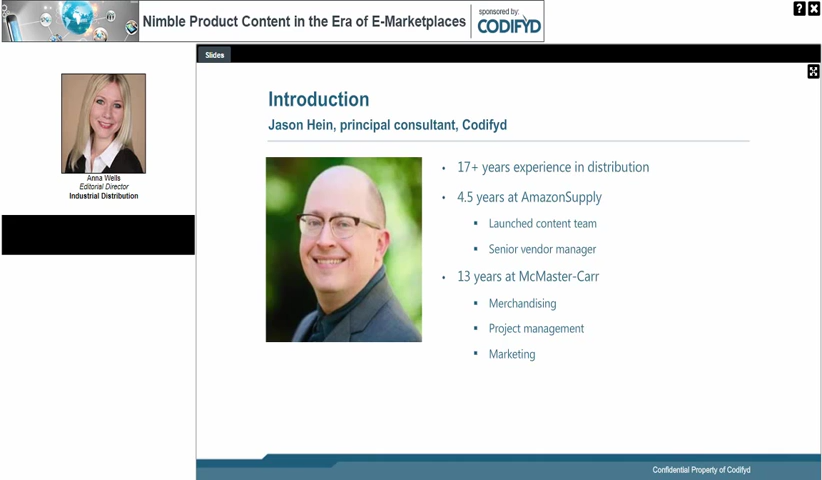 Nimble Product Content in the Era of E-Marketplaces
sponsored by:
CODIFYD
Slides
Anna Wells
Editorial Director
Industrial Distribution
Introduction
Jason Hein, principal consultant, Codifyd
• 17+ years experience in distribution
• 4.5 years at AmazonSupply
▪ Launched content team
▪ Senior vendor manager
• 13 years at McMaster-Carr
▪ Merchandising
▪ Project management
▪ Marketing
Confidential Property of Codifyd